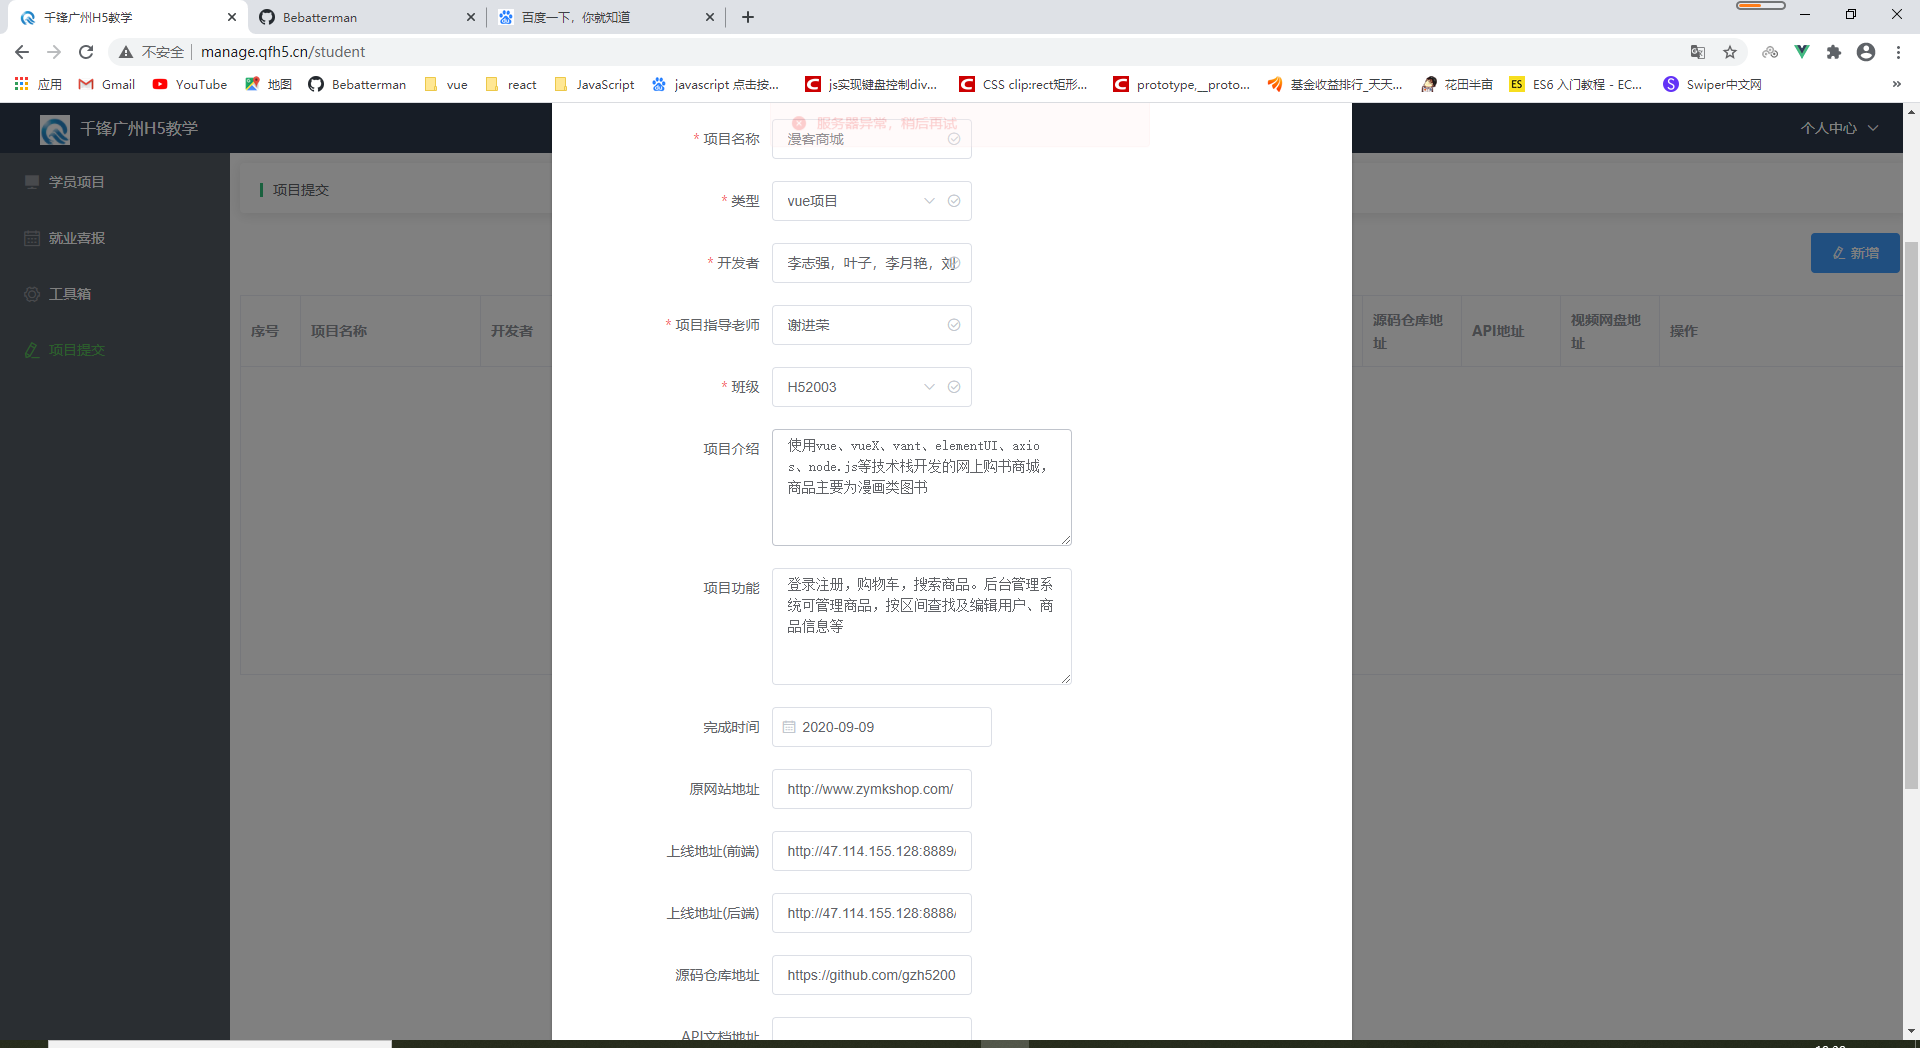 千锋广州H5教学
Bebatterman
百度一下，你就知道
不安全 manage.qfh5.cn/student
应用 Gmail YouTube 地图 Bebatterman vue react JavaScript javascript 点击按... js实现键盘控制div... CSS clip:rect矩形... prototype,__proto... 基金收益排行_天天... 花田半亩 ES ES6 入门教程 - EC... S Swiper中文网 »
千锋广州H5教学
个人中心
学员项目
就业喜报
工具箱
项目提交
项目提交
新增
序号 项目名称 开发者 源码仓库地址 API地址 视频网盘地址 操作
服务器异常，稍后再试
* 项目名称 漫客商城
* 类型 vue项目
* 开发者 李志强，叶子，李月艳，刘
* 项目指导老师 谢进荣
* 班级 H52003
项目介绍 使用vue、vueX、vant、elementUI、axio
s、node.js等技术栈开发的网上购书商城，
商品主要为漫画类图书
项目功能 登录注册，购物车，搜索商品。后台管理系
统可管理商品，按区间查找及编辑用户、商
品信息等
完成时间 2020-09-09
原网站地址 http://www.zymkshop.com/
上线地址(前端) http://47.114.155.128:8889/
上线地址(后端) http://47.114.155.128:8888/
源码仓库地址 https://github.com/gzh5200
API文档地址